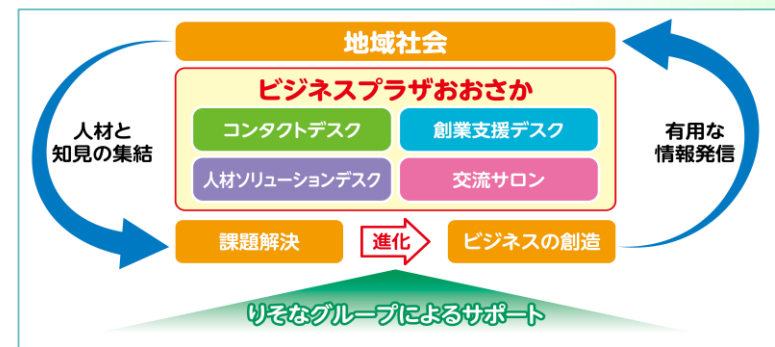 地域社会
ビジネスプラザおおさか
コンタクトデスク
創業支援デスク
人材ソリューションデスク
交流サロン
人材と
知見の集結
有用な
情報発信
課題解決
進化
ビジネスの創造
りそなグループによるサポート